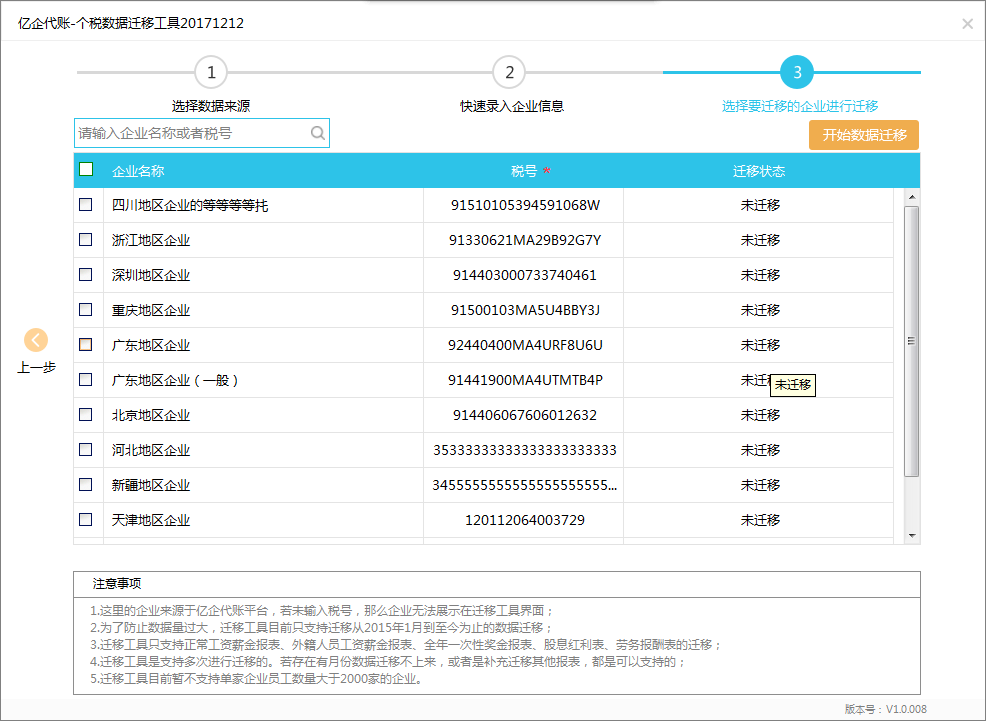 亿企代账-个税数据迁移工具20171212
1 2 3
选择数据来源 快速录入企业信息 选择要迁移的企业进行迁移
请输入企业名称或者税号 开始数据迁移
企业名称 税号 * 迁移状态
四川地区企业的等等等等托 91510105394591068W 未迁移
浙江地区企业 91330621MA29B92G7Y 未迁移
深圳地区企业 914403000733740461 未迁移
重庆地区企业 91500103MA5U4BBY3J 未迁移
广东地区企业 92440400MA4URF8U6U 未迁移
广东地区企业（一般） 91441900MA4UTMTB4P 未迁
未迁移
北京地区企业 914406067606012632 未迁移
河北地区企业 35333333333333333333333 未迁移
新疆地区企业 3455555555555555555555... 未迁移
天津地区企业 120112064003729 未迁移
上一步
注意事项
1.这里的企业来源于亿企代账平台，若未输入税号，那么企业无法展示在迁移工具界面；
2.为了防止数据量过大，迁移工具目前只支持迁移从2015年1月到至今为止的数据迁移；
3.迁移工具只支持正常工资薪金报表、外籍人员工资薪金报表、全年一次性奖金报表、股息红利表、劳务报酬表的迁移；
4.迁移工具是支持多次进行迁移的。若存在有月份数据迁移不上来，或者是补充迁移其他报表，都是可以支持的；
5.迁移工具目前暂不支持单家企业员工数量大于2000家的企业。
版本号：V1.0.008